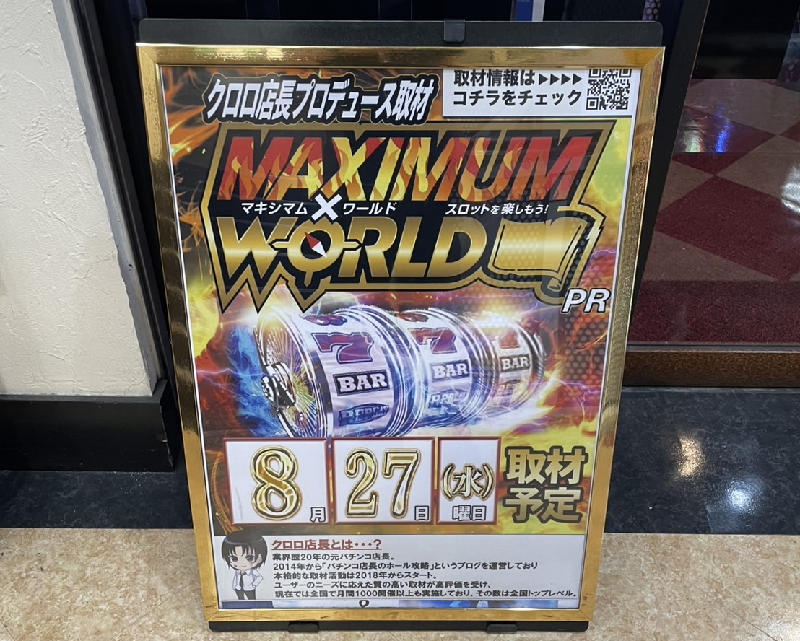 クロロ店長プロデュース取材
取材情報は▶▶▶▶
コチラをチェック
MAXIMUM
マキシマム×ワールド スロットを楽しもう!
WORLD
PR
7 7 7
BAR BAR BAR
8月 27日 (水)曜日
取材
予定
クロロ店長とは・・・?
業界歴20年の元パチンコ店長。
2014年から「パチンコ店長のホール攻略」というブログを運営しており
本格的な取材活動は2018年からスタート。
ユーザーのニーズに応えた質の高い取材が高評価を受け、
現在では全国で月間1000開催以上も実施しており、その数は全国トップレベル。